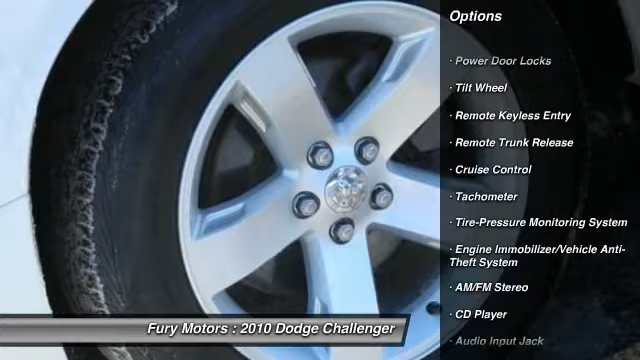 Options
· Power Door Locks
· Tilt Wheel
· Remote Keyless Entry
· Remote Trunk Release
· Cruise Control
· Tachometer
· Tire-Pressure Monitoring System
· Engine Immobilizer/Vehicle Anti-
Theft System
· AM/FM Stereo
· CD Player
· Audio Input Jack
Fury Motors : 2010 Dodge Challenger